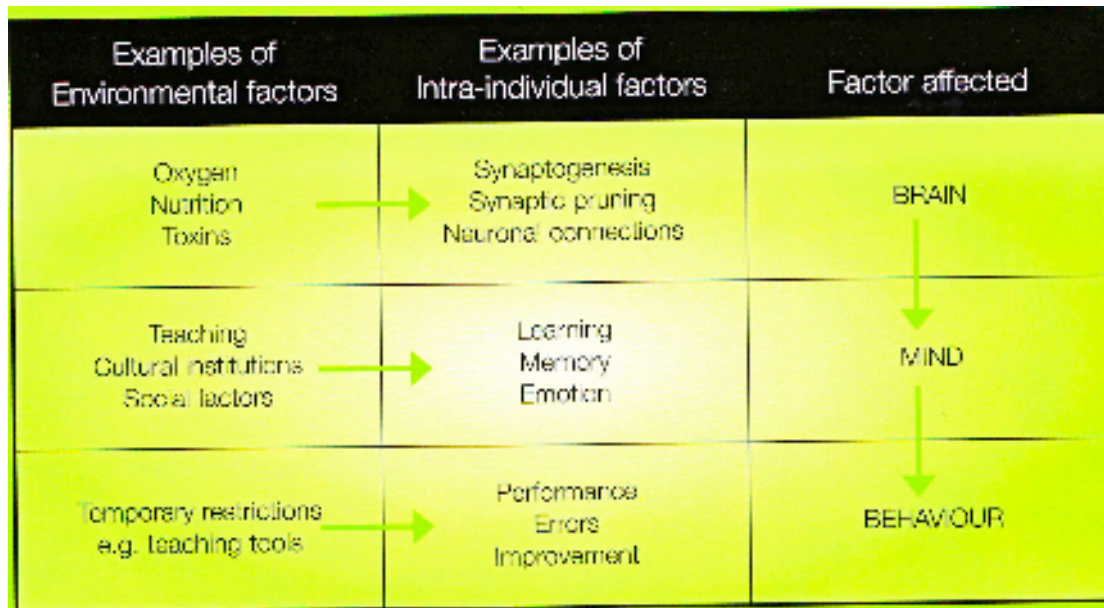 Examples of
Environmental factors
Examples of
Intra-individual factors
Factor affected
Oxygen
Nutrition
Toxins
Synaptogenesis
Synaptic pruning
Neuronal connections
BRAIN
Teaching
Cultural institutions
Social factors
Learning
Memory
Emotion
MIND
Temporary restrictions
e.g. teaching tools
Performance
Errors
Improvement
BEHAVIOUR